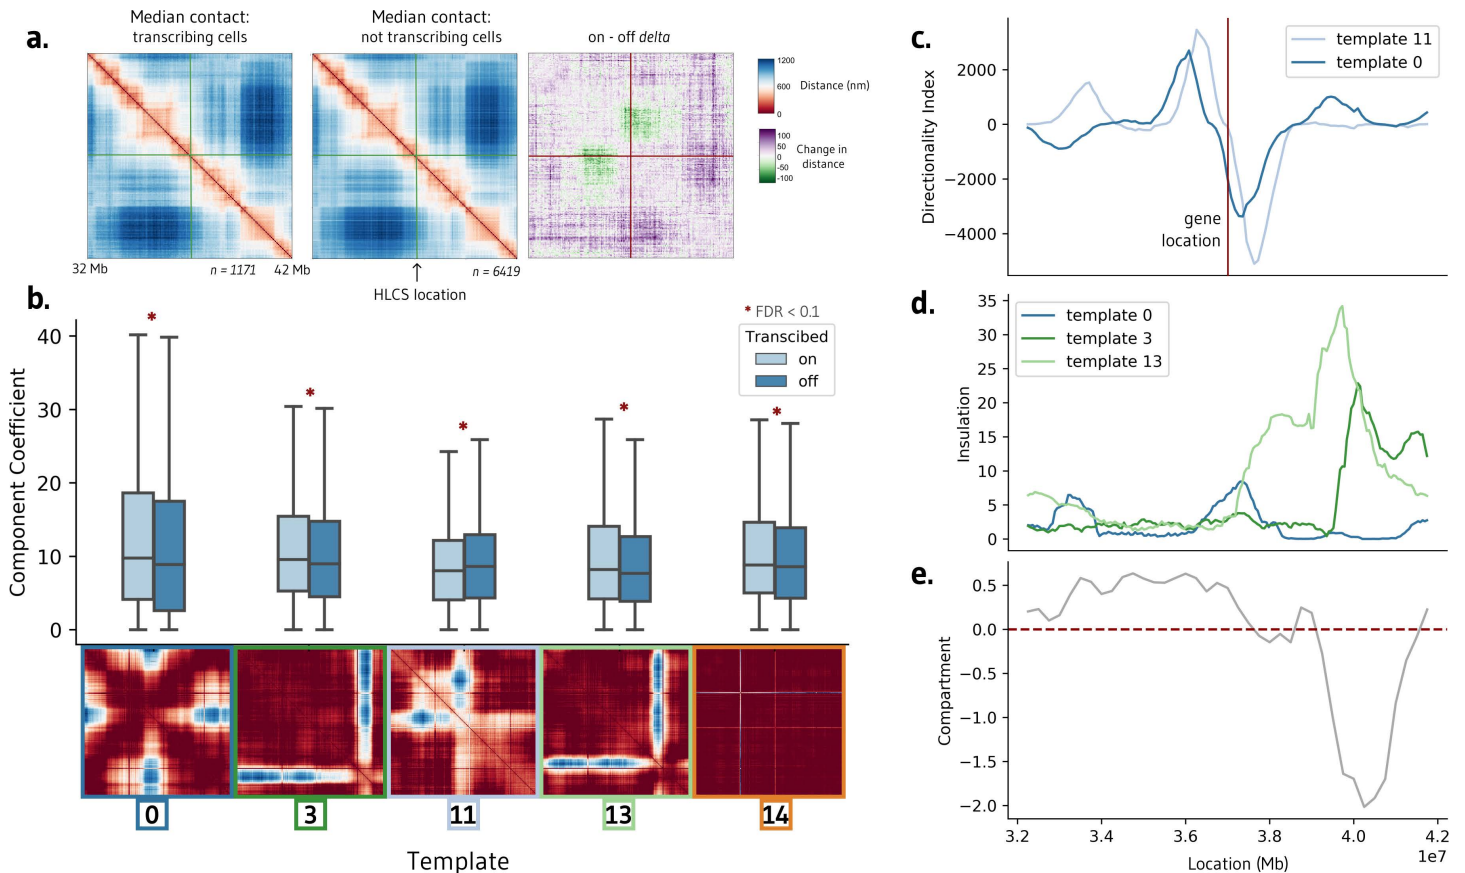 a.
Median contact:
transcribing cells
Median contact:
not transcribing cells
on - off delta
1200
600
0
Distance (nm)
100
50
0
-50
-100
Change in
distance
32 Mb
n = 1171
42 Mb
n = 6419
HLCS location
b.
* FDR < 0.1
Transcibed
on
off
Component Coefficient
40
30
20
10
0
*
*
*
*
*
0
3
11
13
14
Template
c.
template 11
template 0
Directionality Index
2000
0
−2000
−4000
gene
location
d.
template 0
template 3
template 13
Insulation
35
30
25
20
15
10
5
0
e.
Compartment
0.5
0.0
−0.5
−1.0
−1.5
−2.0
3.2
3.4
3.6
3.8
4.0
4.2
1e7
Location (Mb)